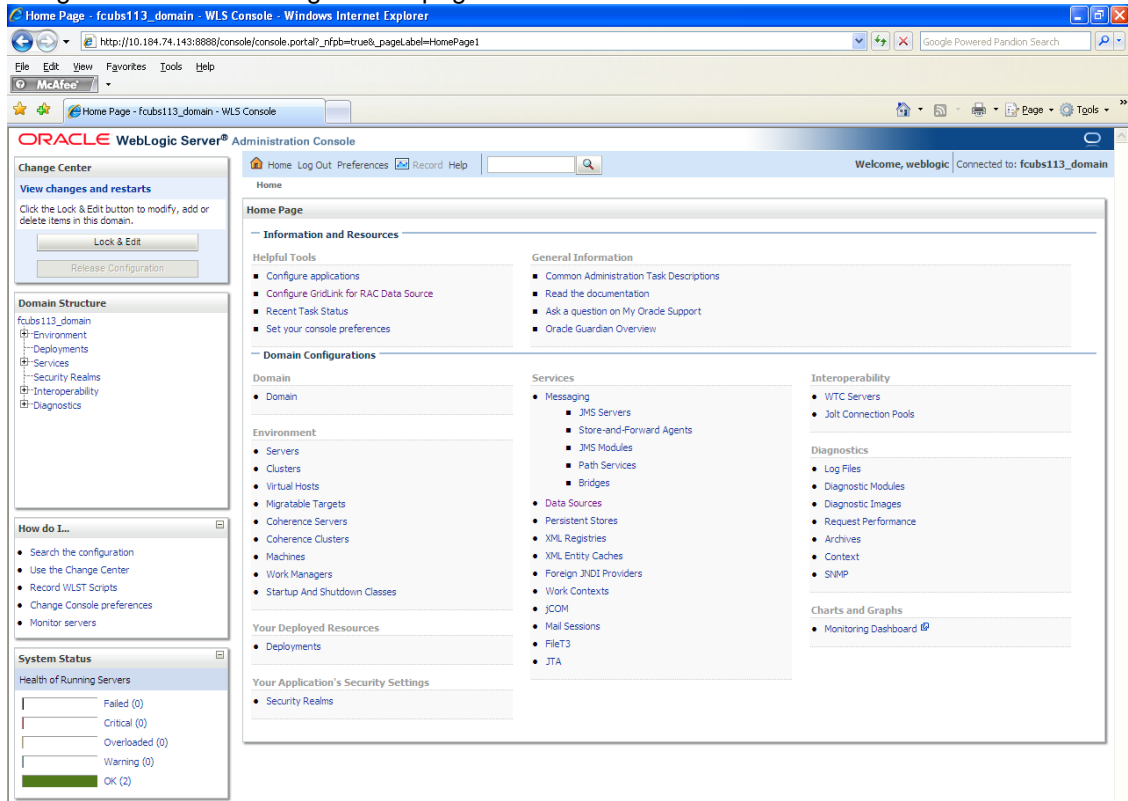 Home Page - fcubs113_domain - WLS Console - Windows Internet Explorer
http://10.184.74.143:8888/console/console.portal?_nfpb=true&_pageLabel=HomePage1
Google Powered Pandion Search
File Edit View Favorites Tools Help
McAfee
Home Page - fcubs113_domain - WLS Console
Page Tools
ORACLE WebLogic Server® Administration Console
Change Center
View changes and restarts
Click the Lock & Edit button to modify, add or
delete items in this domain.
Lock & Edit
Release Configuration
Domain Structure
fcubs113_domain
Environment
Deployments
Services
Security Realms
Interoperability
Diagnostics
How do I...
Search the configuration
Use the Change Center
Record WLST Scripts
Change Console preferences
Monitor servers
System Status
Health of Running Servers
Failed (0)
Critical (0)
Overloaded (0)
Warning (0)
OK (2)
Home Log Out Preferences Record Help
Welcome, weblogic Connected to: fcubs113_domain
Home
Home Page
Information and Resources
Helpful Tools
Configure applications
Configure GridLink for RAC Data Source
Recent Task Status
Set your console preferences
General Information
Common Administration Task Descriptions
Read the documentation
Ask a question on My Oracle Support
Oracle Guardian Overview
Domain Configurations
Domain
Domain
Environment
Servers
Clusters
Virtual Hosts
Migratable Targets
Coherence Servers
Coherence Clusters
Machines
Work Managers
Startup And Shutdown Classes
Your Deployed Resources
Deployments
Your Application's Security Settings
Security Realms
Services
Messaging
JMS Servers
Store-and-Forward Agents
JMS Modules
Path Services
Bridges
Data Sources
Persistent Stores
XML Registries
XML Entity Caches
Foreign JNDI Providers
Work Contexts
jCOM
Mail Sessions
FileT3
JTA
Interoperability
WTC Servers
Jolt Connection Pools
Diagnostics
Log Files
Diagnostic Modules
Diagnostic Images
Request Performance
Archives
Context
SNMP
Charts and Graphs
Monitoring Dashboard